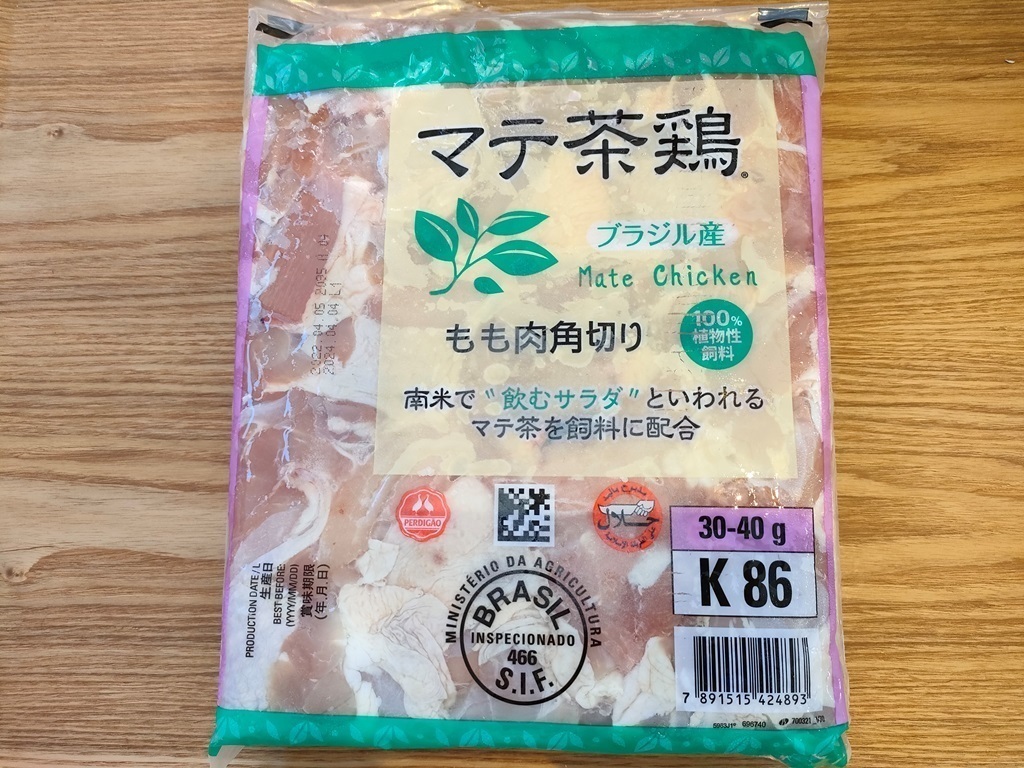 マテ茶鶏®
ブラジル産
Mate Chicken
もも肉角切り
100%
植物性
飼料
南米で"飲むサラダ"といわれる
マテ茶を飼料に配合
PERDIGÃO
حلال
30-40 g
K 86
PRODUCTION DATE/L
生産日
BEST BEFORE:
(YYYY/MM/DD)
賞味期限
(年.月.日)
MINISTÉRIO DA AGRICULTURA
BRASIL
INSPECIONADO
466
S.I.F.
7 891515 424893
696740